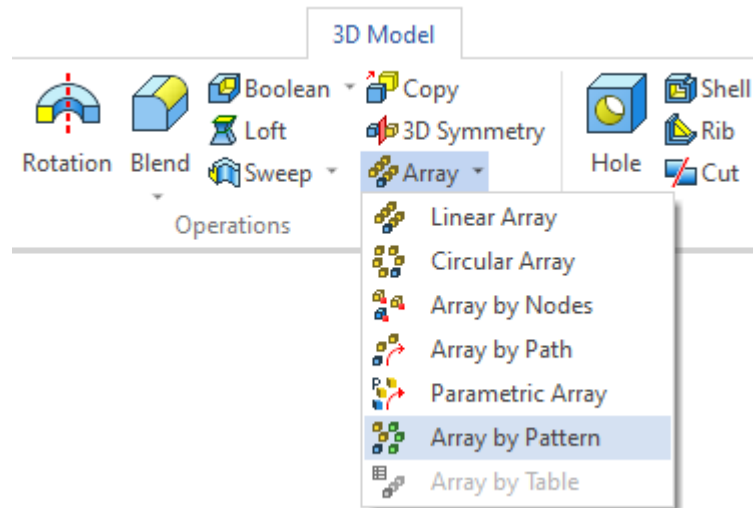 3D Model
Rotation
Blend
Boolean
Loft
Sweep
Copy
3D Symmetry
Array
Hole
Shell
Rib
Cut
Operations
Linear Array
Circular Array
Array by Nodes
Array by Path
Parametric Array
Array by Pattern
Array by Table